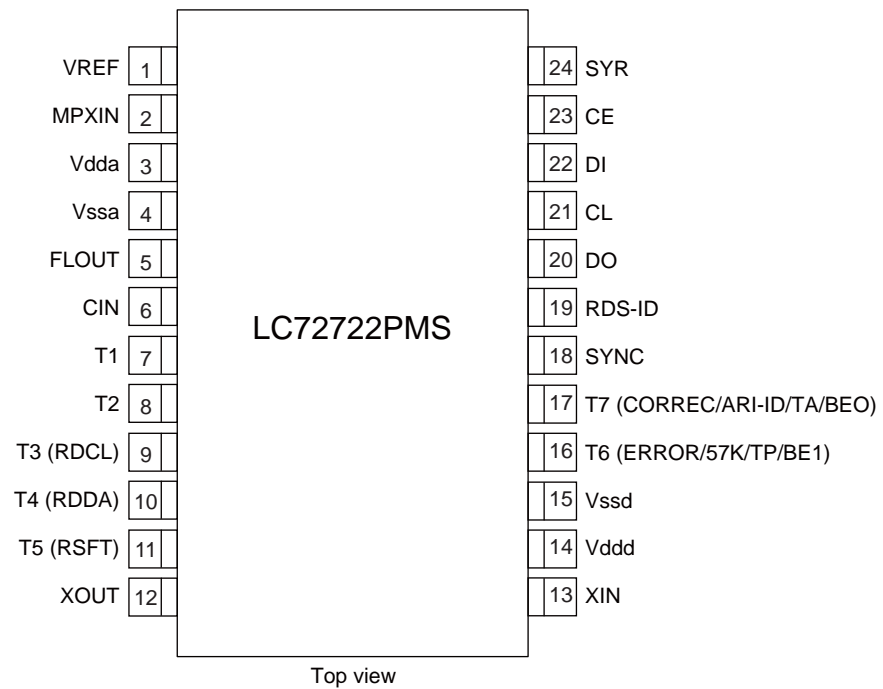 VREF 1 24 SYR
MPXIN 2 23 CE
Vdda 3 22 DI
Vssa 4 21 CL
FLOUT 5 20 DO
CIN 6 19 RDS-ID
LC72722PMS
T1 7 18 SYNC
T2 8 17 T7 (CORREC/ARI-ID/TA/BEO)
T3 (RDCL) 9 16 T6 (ERROR/57K/TP/BE1)
T4 (RDDA) 10 15 Vssd
T5 (RSFT) 11 14 Vddd
XOUT 12 13 XIN
Top view